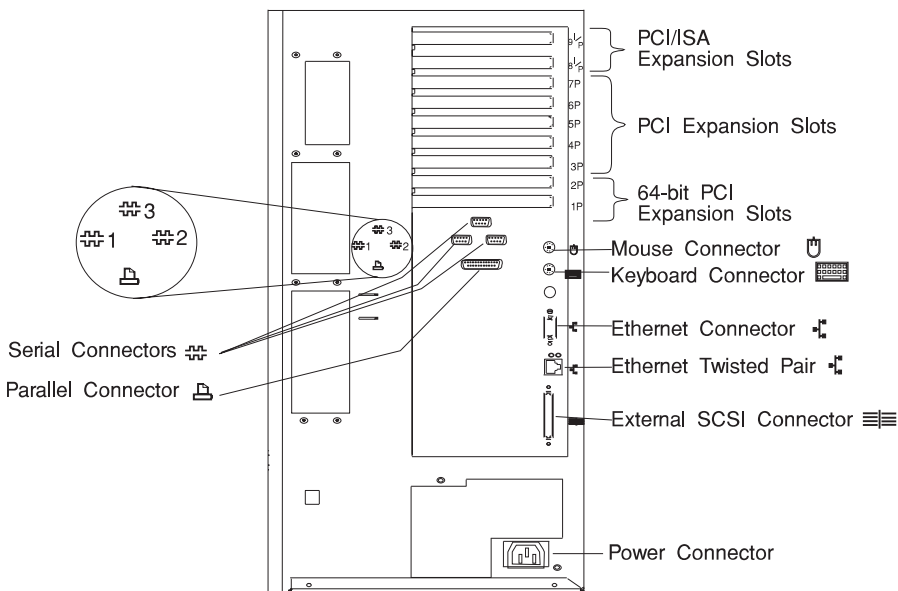 PCI/ISA
Expansion Slots
9I/P
8I/P
7P
6P
5P
4P
3P
PCI Expansion Slots
2P
1P
64-bit PCI
Expansion Slots
3
1
2
3
1
2
Mouse Connector
Keyboard Connector
Ethernet Connector
Ethernet Twisted Pair
Serial Connectors
Parallel Connector
External SCSI Connector
Power Connector